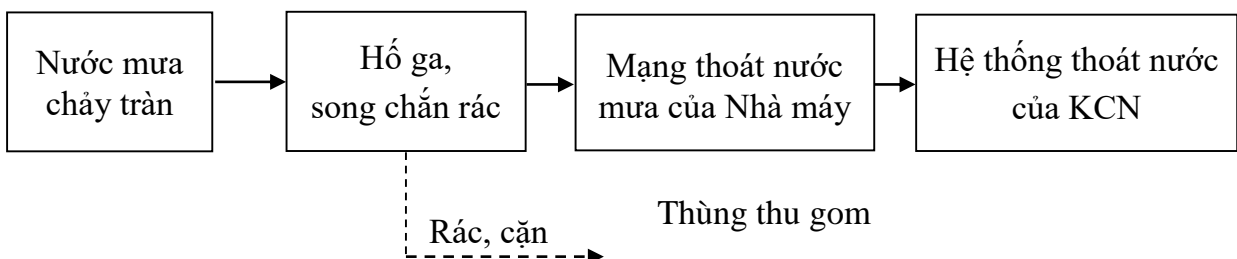 Nước mưa
chảy tràn
Hố ga,
song chắn rác
Mạng thoát nước
mưa của Nhà máy
Hệ thống thoát nước
của KCN
Thùng thu gom
Rác, cặn